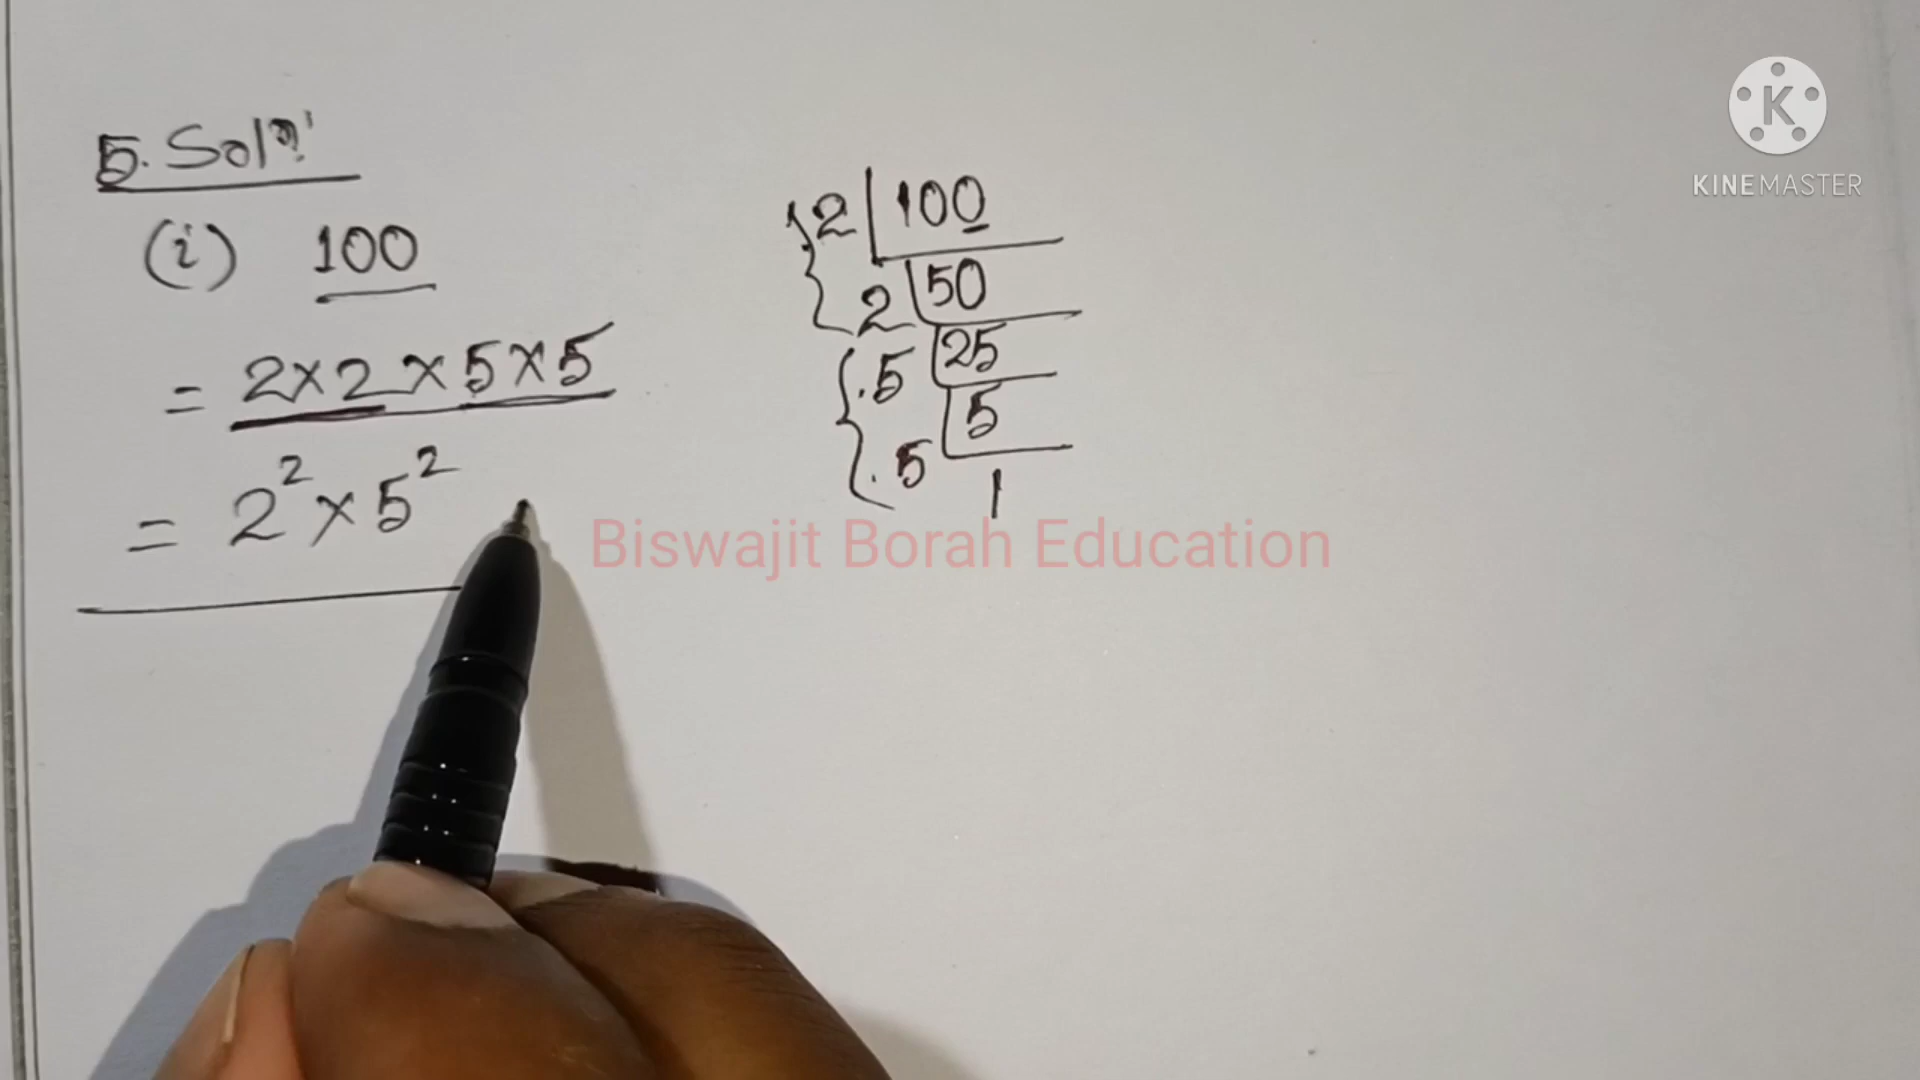 5. Solⁿ
(i) 100
= 2×2×5×5
= 2² × 5²
2 | 100
2 | 50
5 | 25
5 | 5
1
KINEMASTER
Biswajit Borah Education